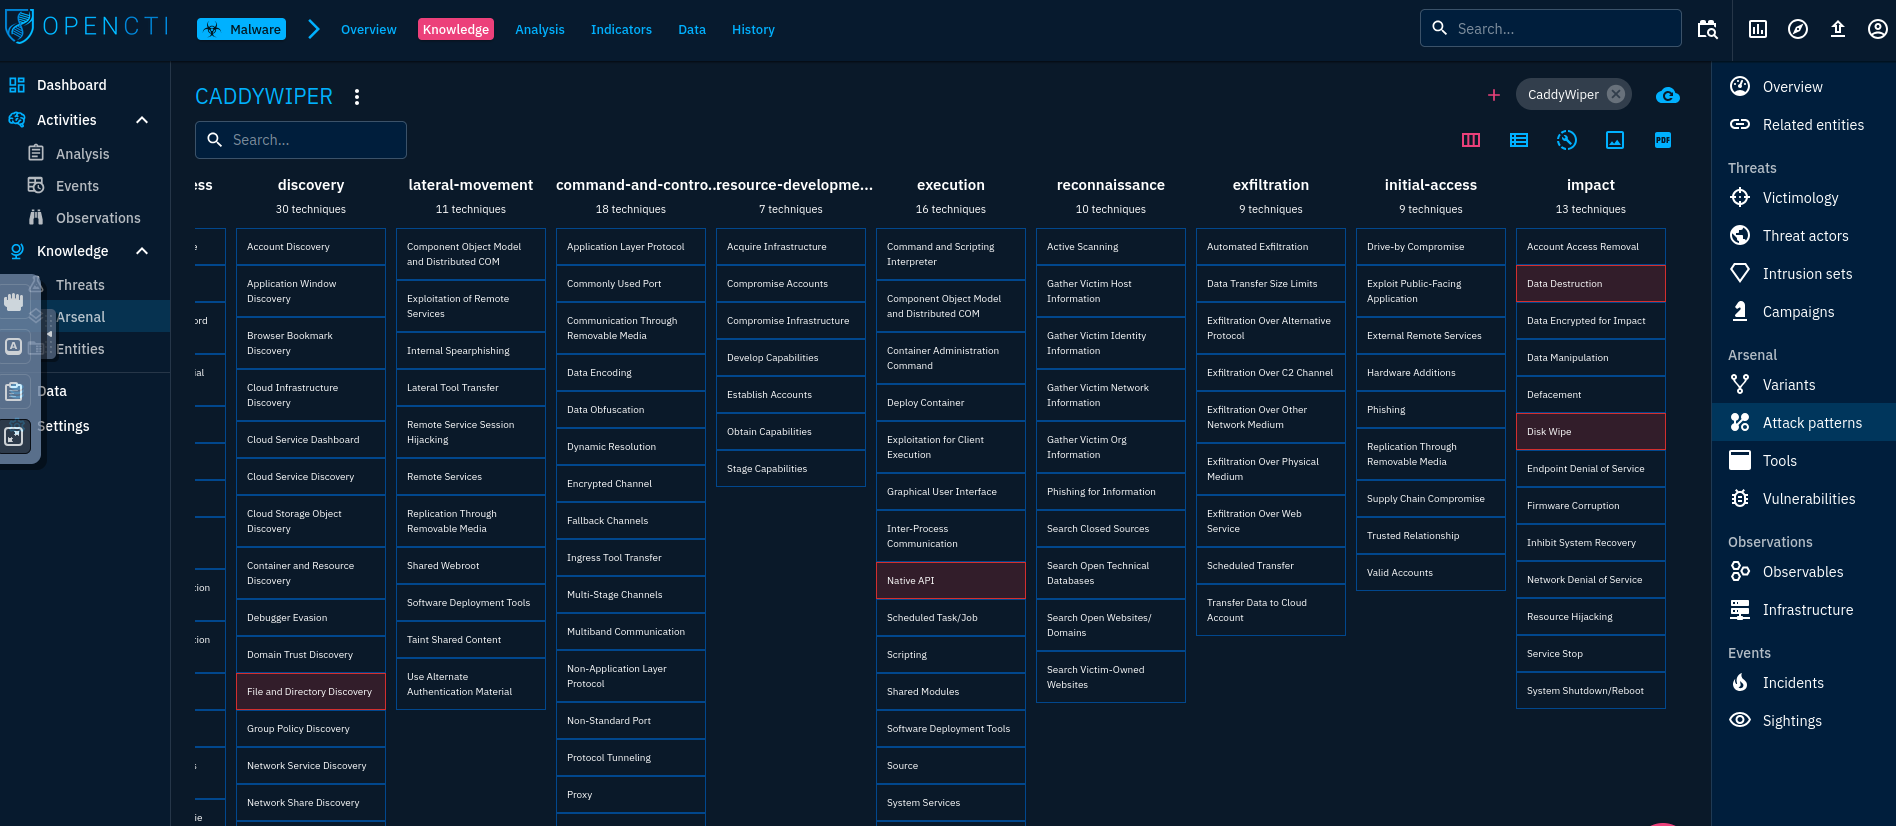 OPENCTI
Malware
Overview
Knowledge
Analysis
Indicators
Data
History
Search...
Dashboard
Activities
Analysis
Events
Observations
Knowledge
Threats
Arsenal
Entities
Data
Settings
A
CADDYWIPER
CaddyWiper
Search...
PDF
ess
e
ord
ial
tion
tion
s
ie
discovery
30 techniques
Account Discovery
Application Window
Discovery
Browser Bookmark
Discovery
Cloud Infrastructure
Discovery
Cloud Service Dashboard
Cloud Service Discovery
Cloud Storage Object
Discovery
Container and Resource
Discovery
Debugger Evasion
Domain Trust Discovery
File and Directory Discovery
Group Policy Discovery
Network Service Discovery
Network Share Discovery
lateral-movement
11 techniques
Component Object Model
and Distributed COM
Exploitation of Remote
Services
Internal Spearphishing
Lateral Tool Transfer
Remote Service Session
Hijacking
Remote Services
Replication Through
Removable Media
Shared Webroot
Software Deployment Tools
Taint Shared Content
Use Alternate
Authentication Material
command-and-contro...
18 techniques
Application Layer Protocol
Commonly Used Port
Communication Through
Removable Media
Data Encoding
Data Obfuscation
Dynamic Resolution
Encrypted Channel
Fallback Channels
Ingress Tool Transfer
Multi-Stage Channels
Multiband Communication
Non-Application Layer
Protocol
Non-Standard Port
Protocol Tunneling
Proxy
resource-developme...
7 techniques
Acquire Infrastructure
Compromise Accounts
Compromise Infrastructure
Develop Capabilities
Establish Accounts
Obtain Capabilities
Stage Capabilities
execution
16 techniques
Command and Scripting
Interpreter
Component Object Model
and Distributed COM
Container Administration
Command
Deploy Container
Exploitation for Client
Execution
Graphical User Interface
Inter-Process
Communication
Native API
Scheduled Task/Job
Scripting
Shared Modules
Software Deployment Tools
Source
System Services
reconnaissance
10 techniques
Active Scanning
Gather Victim Host
Information
Gather Victim Identity
Information
Gather Victim Network
Information
Gather Victim Org
Information
Phishing for Information
Search Closed Sources
Search Open Technical
Databases
Search Open Websites/
Domains
Search Victim-Owned
Websites
exfiltration
9 techniques
Automated Exfiltration
Data Transfer Size Limits
Exfiltration Over Alternative
Protocol
Exfiltration Over C2 Channel
Exfiltration Over Other
Network Medium
Exfiltration Over Physical
Medium
Exfiltration Over Web
Service
Scheduled Transfer
Transfer Data to Cloud
Account
initial-access
9 techniques
Drive-by Compromise
Exploit Public-Facing
Application
External Remote Services
Hardware Additions
Phishing
Replication Through
Removable Media
Supply Chain Compromise
Trusted Relationship
Valid Accounts
impact
13 techniques
Account Access Removal
Data Destruction
Data Encrypted for Impact
Data Manipulation
Defacement
Disk Wipe
Endpoint Denial of Service
Firmware Corruption
Inhibit System Recovery
Network Denial of Service
Resource Hijacking
Service Stop
System Shutdown/Reboot
Overview
Related entities
Threats
Victimology
Threat actors
Intrusion sets
Campaigns
Arsenal
Variants
Attack patterns
Tools
Vulnerabilities
Observations
Observables
Infrastructure
Events
Incidents
Sightings